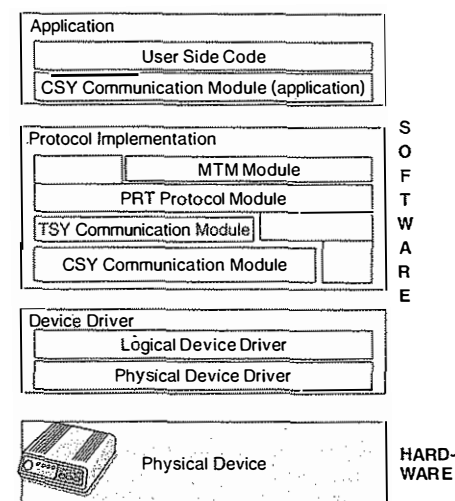 Application
User Side Code
CSY Communication Module (application)
Protocol Implementation
MTM Module
PRT Protocol Module
TSY Communication Module
CSY Communication Module
Device Driver
Logical Device Driver
Physical Device Driver
Physical Device
SOFTWARE
HARD-
WARE